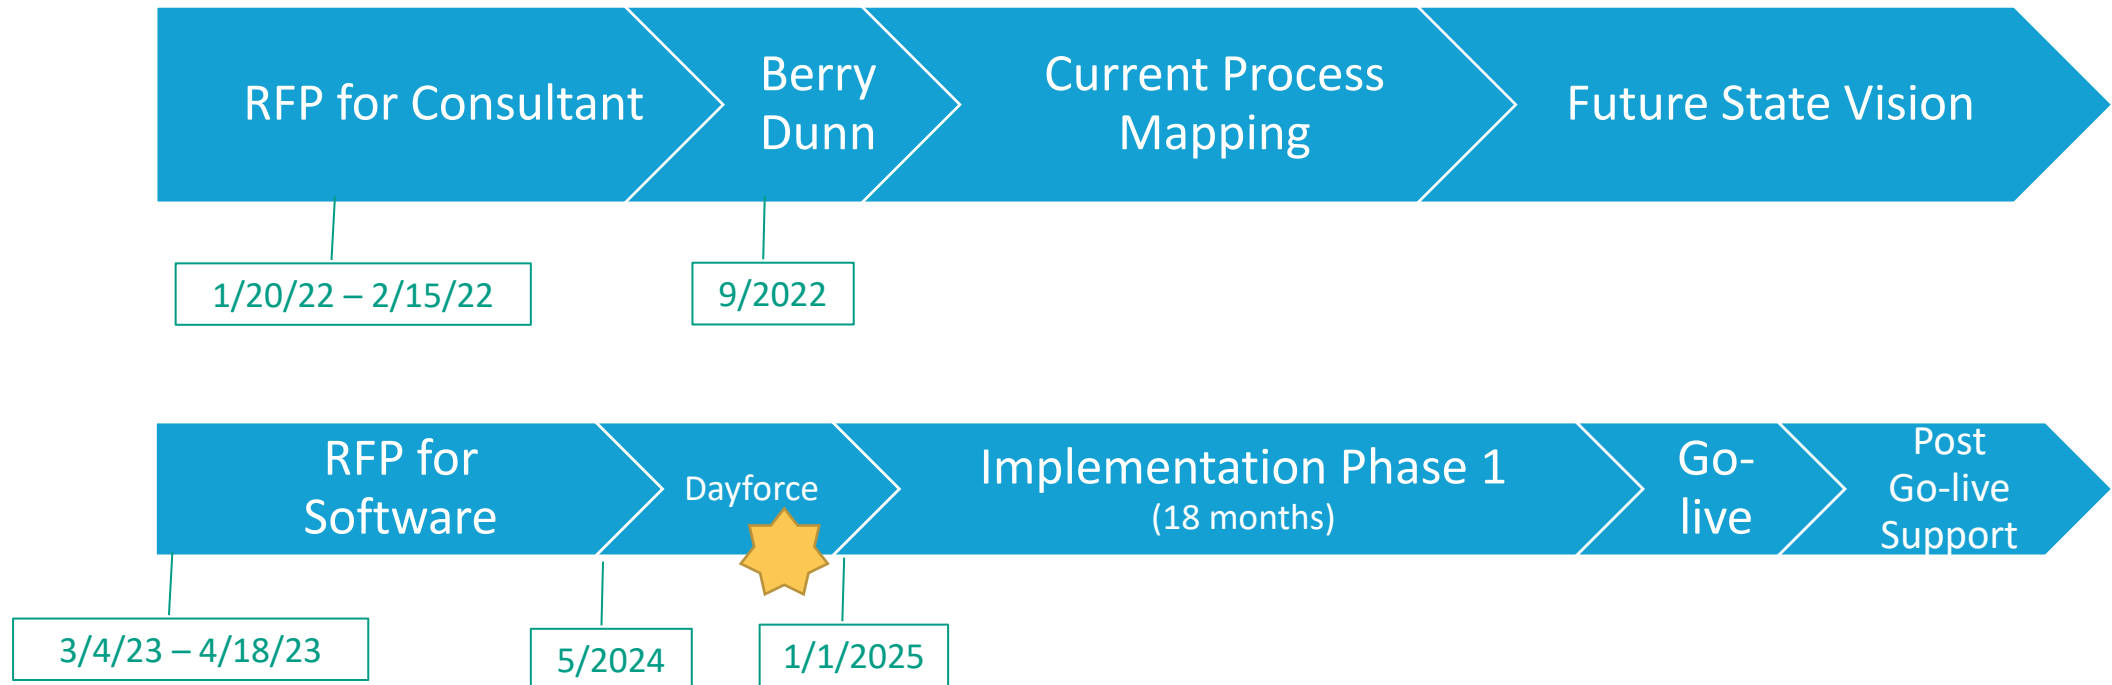 RFP for Consultant
Berry
Dunn
Current Process
Mapping
Future State Vision
1/20/22 – 2/15/22
9/2022
RFP for
Software
Dayforce
Implementation Phase 1
(18 months)
Go-
live
Post
Go-live
Support
3/4/23 – 4/18/23
5/2024
1/1/2025